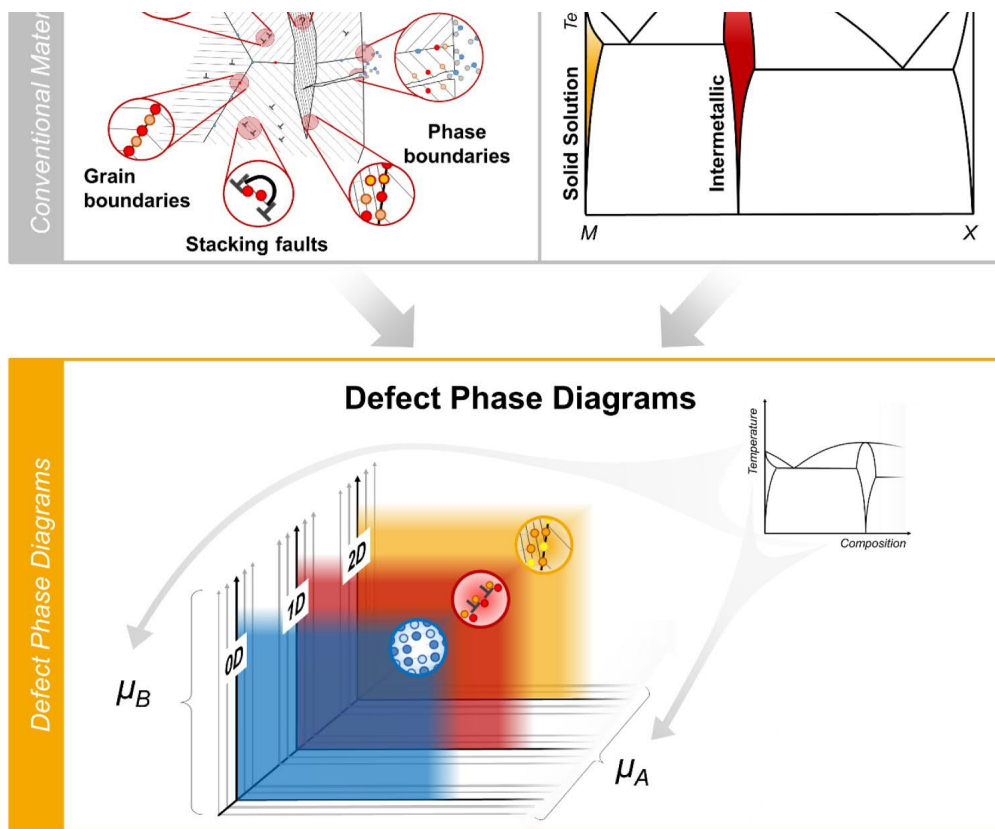 Conventional Mater
Grain
boundaries
Stacking faults
Phase
boundaries
?
Te
Solid Solution
Intermetallic
M
X
Defect Phase Diagrams
Defect Phase Diagrams
Temperature
Composition
2D
1D
0D
μB
μA